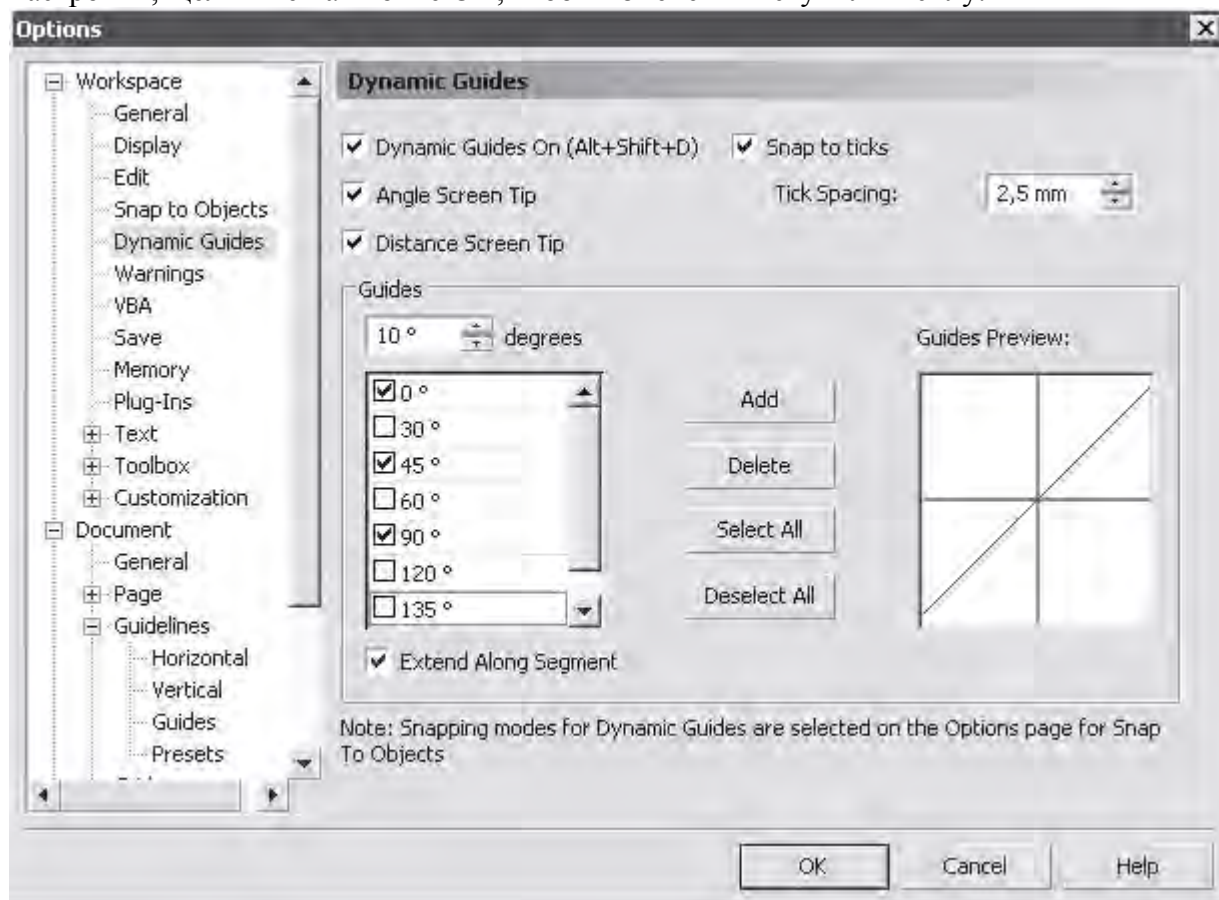 Options
Workspace
General
Display
Edit
Snap to Objects
Dynamic Guides
Warnings
VBA
Save
Memory
Plug-Ins
Text
Toolbox
Customization
Document
General
Page
Guidelines
Horizontal
Vertical
Guides
Presets
Dynamic Guides
Dynamic Guides On (Alt+Shift+D)
Snap to ticks
Angle Screen Tip
Tick Spacing:
2,5 mm
Distance Screen Tip
Guides
10 ° degrees
Guides Preview:
0 °
30 °
45 °
60 °
90 °
120 °
135 °
Add
Delete
Select All
Deselect All
Extend Along Segment
Note: Snapping modes for Dynamic Guides are selected on the Options page for Snap
To Objects
OK
Cancel
Help